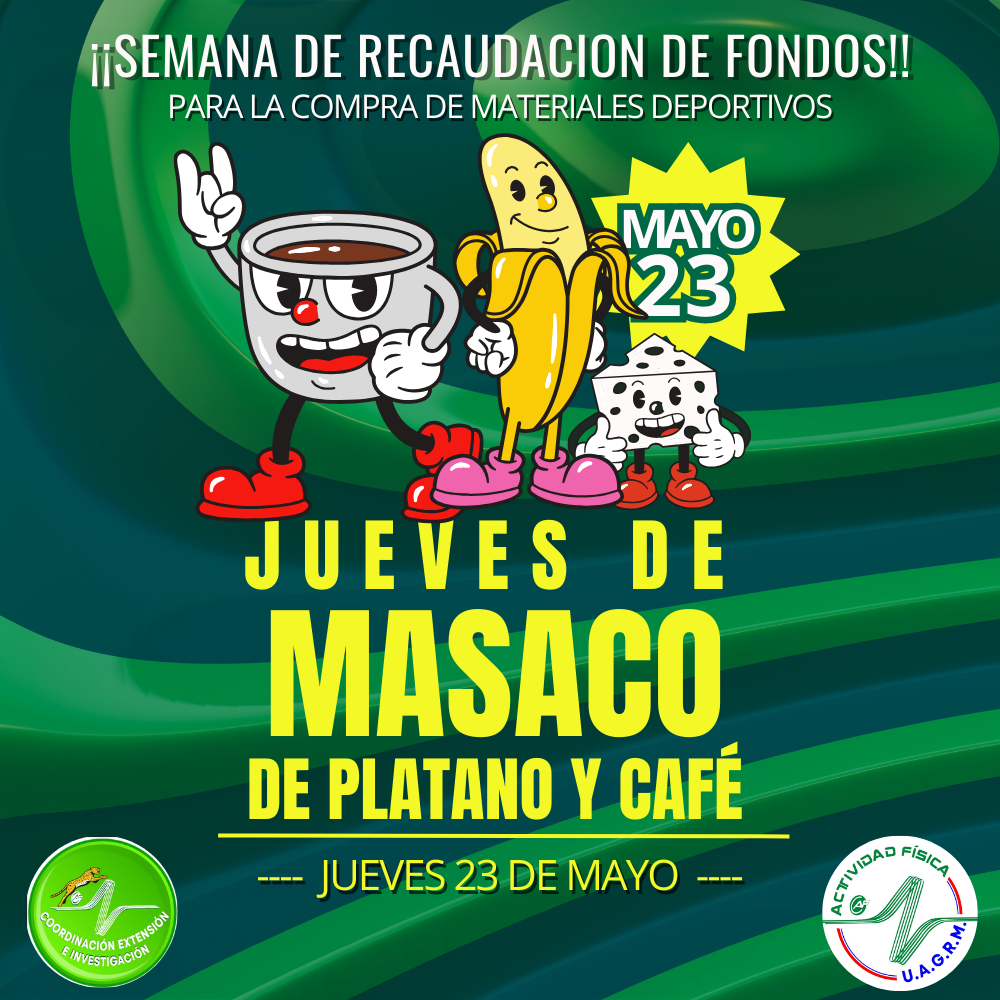 ¡¡SEMANA DE RECAUDACION DE FONDOS!!
PARA LA COMPRA DE MATERIALES DEPORTIVOS
MAYO
23
JUEVES DE
MASACO
DE PLATANO Y CAFÉ
---- JUEVES 23 DE MAYO ----
COORDINACIÓN EXTENSIÓN
E INVESTIGACIÓN
ACTIVIDAD FÍSICA
U.A.G.R.M.